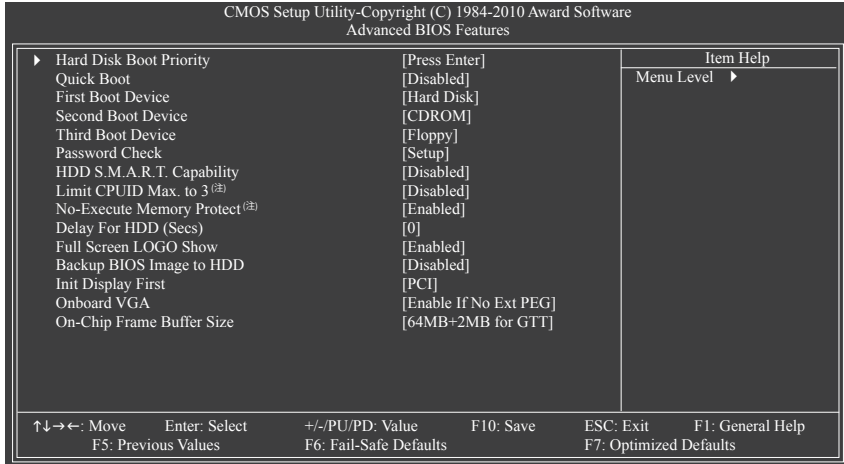 CMOS Setup Utility-Copyright (C) 1984-2010 Award Software
Advanced BIOS Features
Hard Disk Boot Priority [Press Enter]
Quick Boot [Disabled]
First Boot Device [Hard Disk]
Second Boot Device [CDROM]
Third Boot Device [Floppy]
Password Check [Setup]
HDD S.M.A.R.T. Capability [Disabled]
Limit CPUID Max. to 3 (注) [Disabled]
No-Execute Memory Protect (注) [Enabled]
Delay For HDD (Secs) [0]
Full Screen LOGO Show [Enabled]
Backup BIOS Image to HDD [Disabled]
Init Display First [PCI]
Onboard VGA [Enable If No Ext PEG]
On-Chip Frame Buffer Size [64MB+2MB for GTT]
Item Help
Menu Level
↑↓→←: Move Enter: Select +/-/PU/PD: Value F10: Save ESC: Exit F1: General Help
F5: Previous Values F6: Fail-Safe Defaults F7: Optimized Defaults